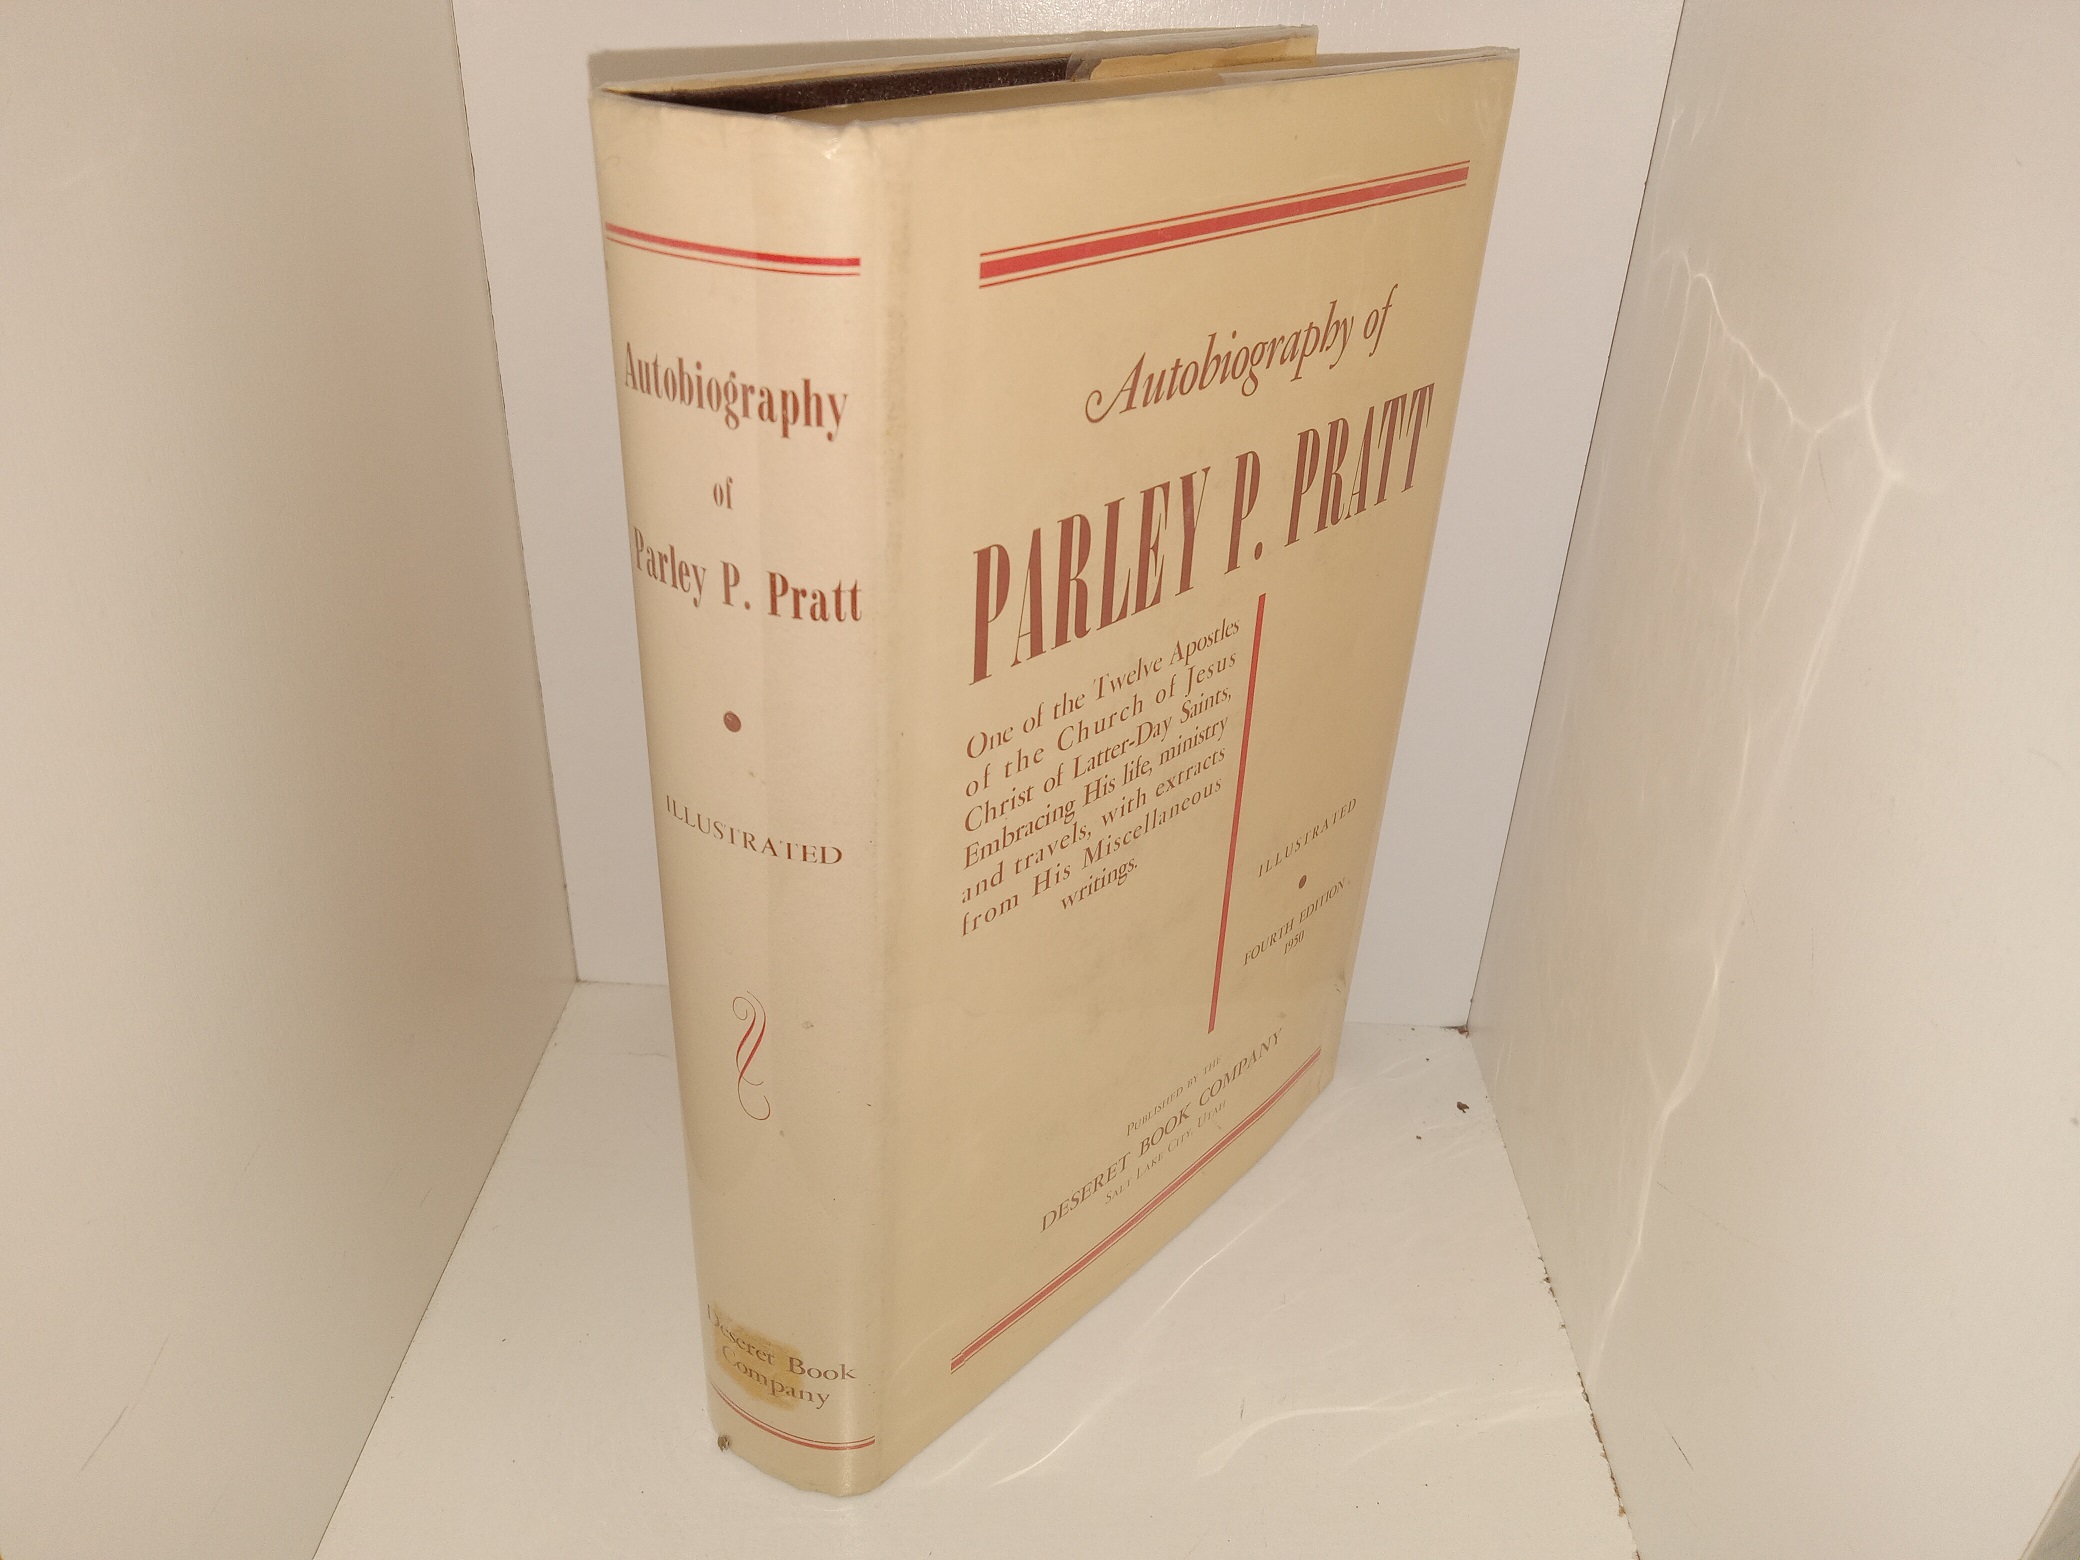 Autobiography
of
Parley P. Pratt
ILLUSTRATED
Deseret Book
Company
Autobiography of
PARLEY P. PRATT
One of the Twelve Apostles
of the Church of Jesus
Christ of Latter-Day Saints,
Embracing His life, ministry
and travels, with extracts
from His Miscellaneous
writings.
ILLUSTRATED
FOURTH EDITION
1950
PUBLISHED BY THE
DESERET BOOK COMPANY
SALT LAKE CITY, UTAH